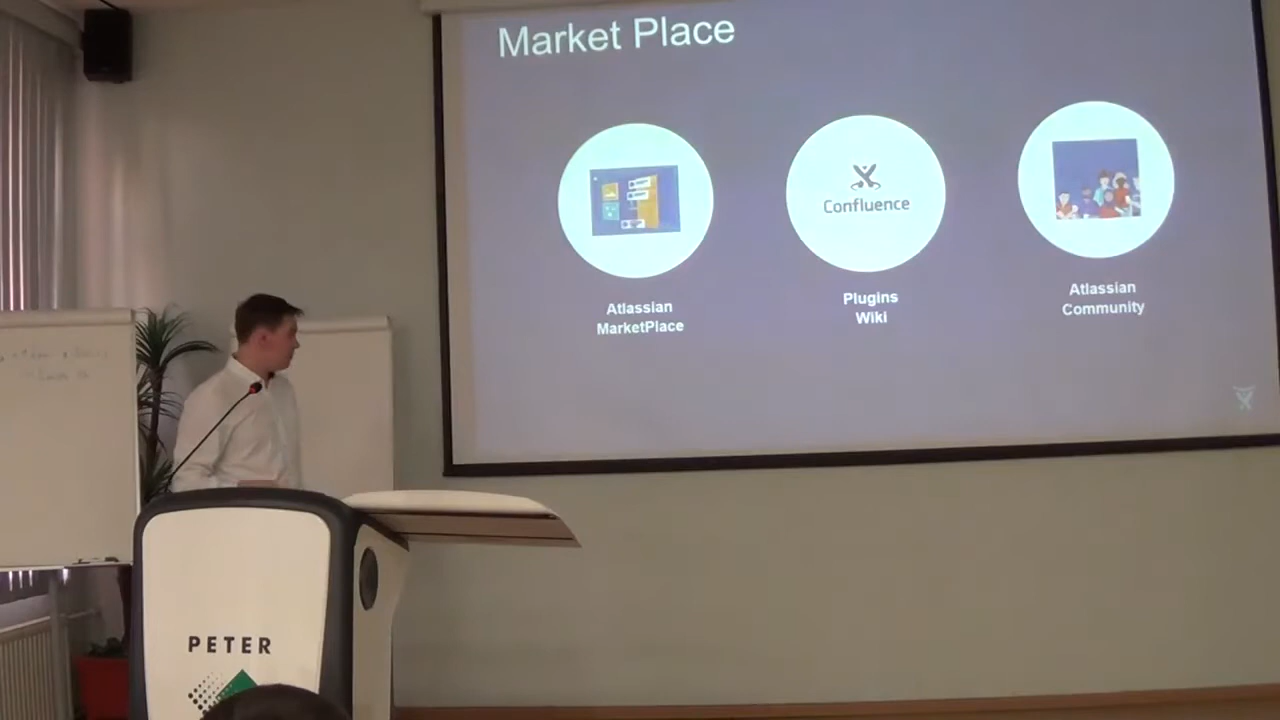 Market Place
Confluence
Atlassian
MarketPlace
Plugins
Wiki
Atlassian
Community
PETER